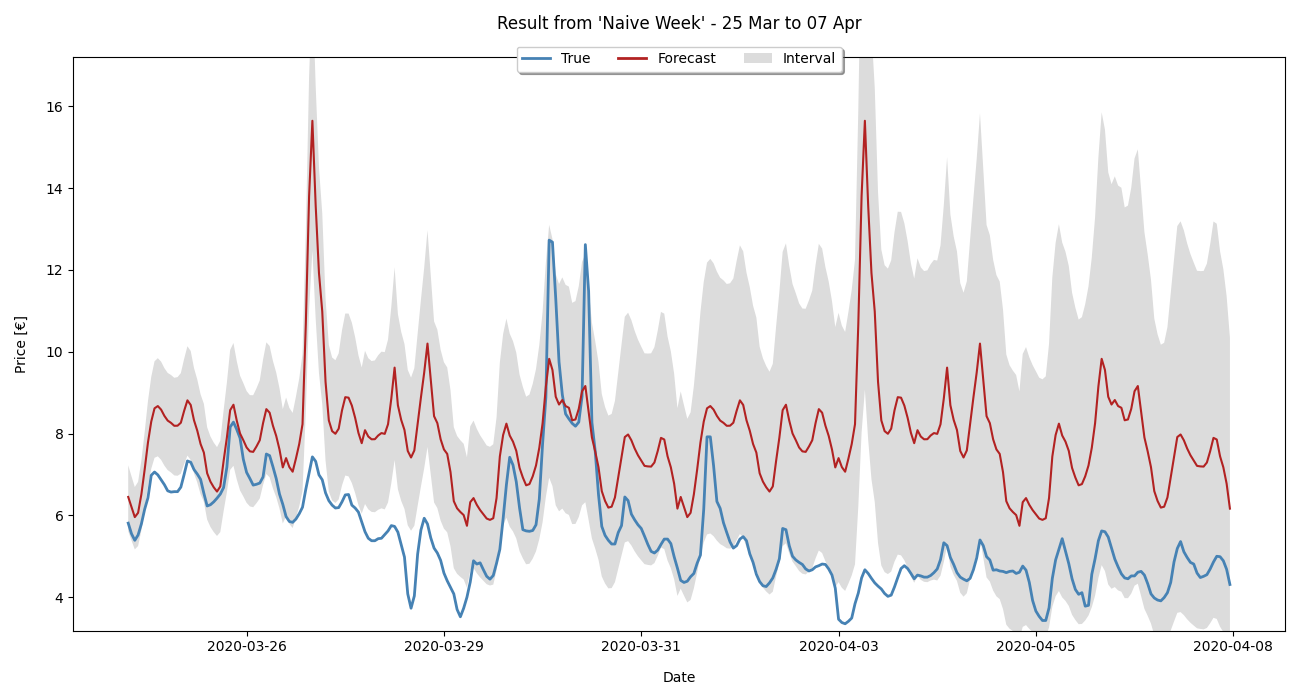 Result from 'Naive Week' - 25 Mar to 07 Apr
True Forecast Interval
16
14
12
10
8
6
4
Price [€]
2020-03-26 2020-03-29 2020-03-31 2020-04-03 2020-04-05 2020-04-08
Date